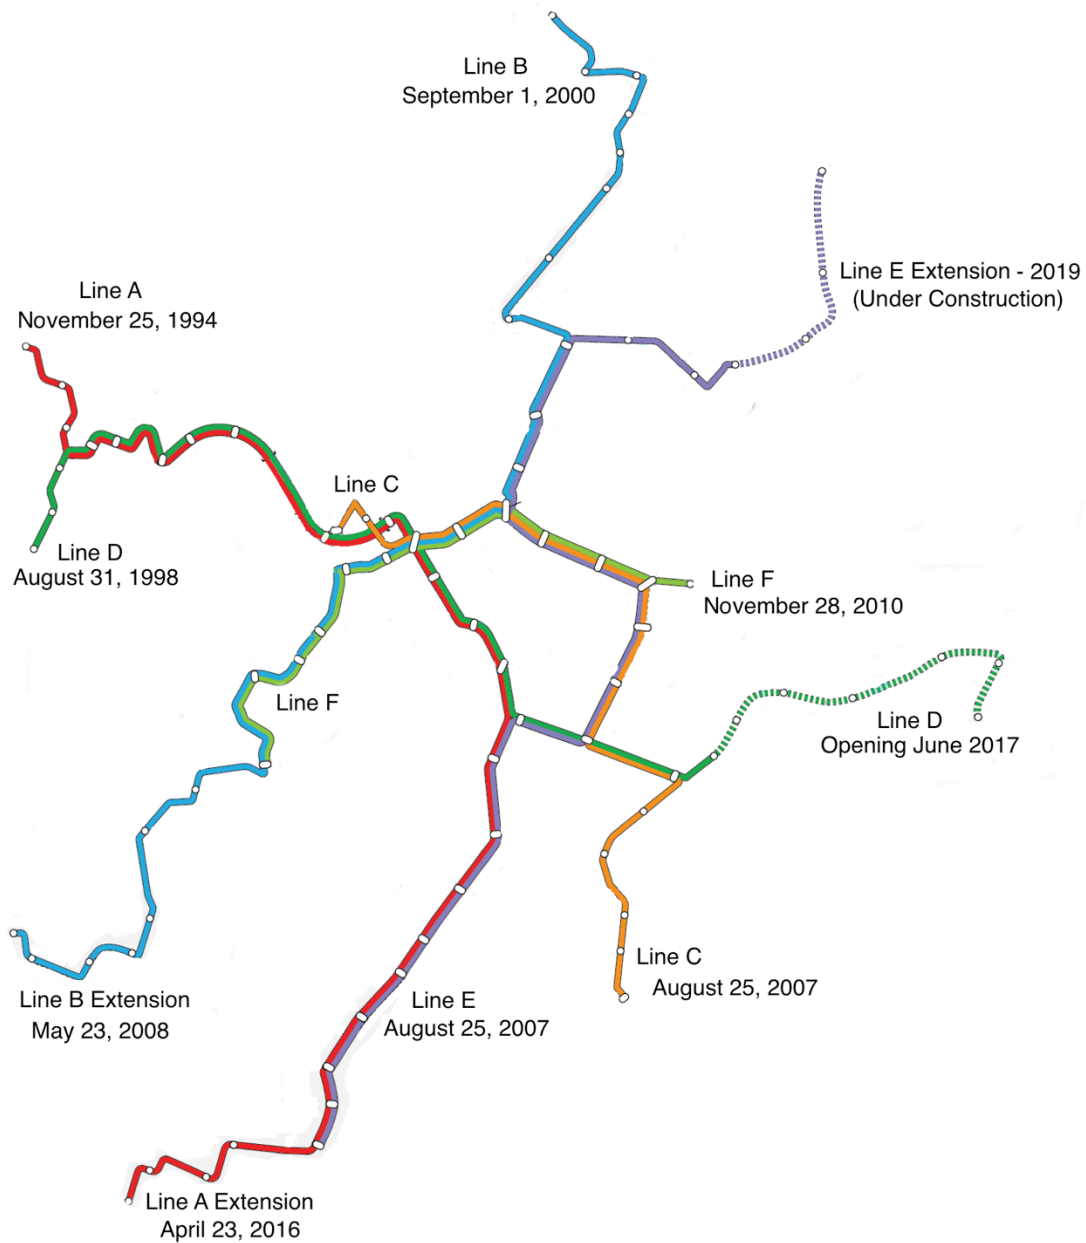 Line B
September 1, 2000
Line E Extension - 2019
(Under Construction)
Line A
November 25, 1994
Line C
Line D
August 31, 1998
Line F
November 28, 2010
Line F
Line D
Opening June 2017
Line C
August 25, 2007
Line B Extension
May 23, 2008
Line E
August 25, 2007
Line A Extension
April 23, 2016